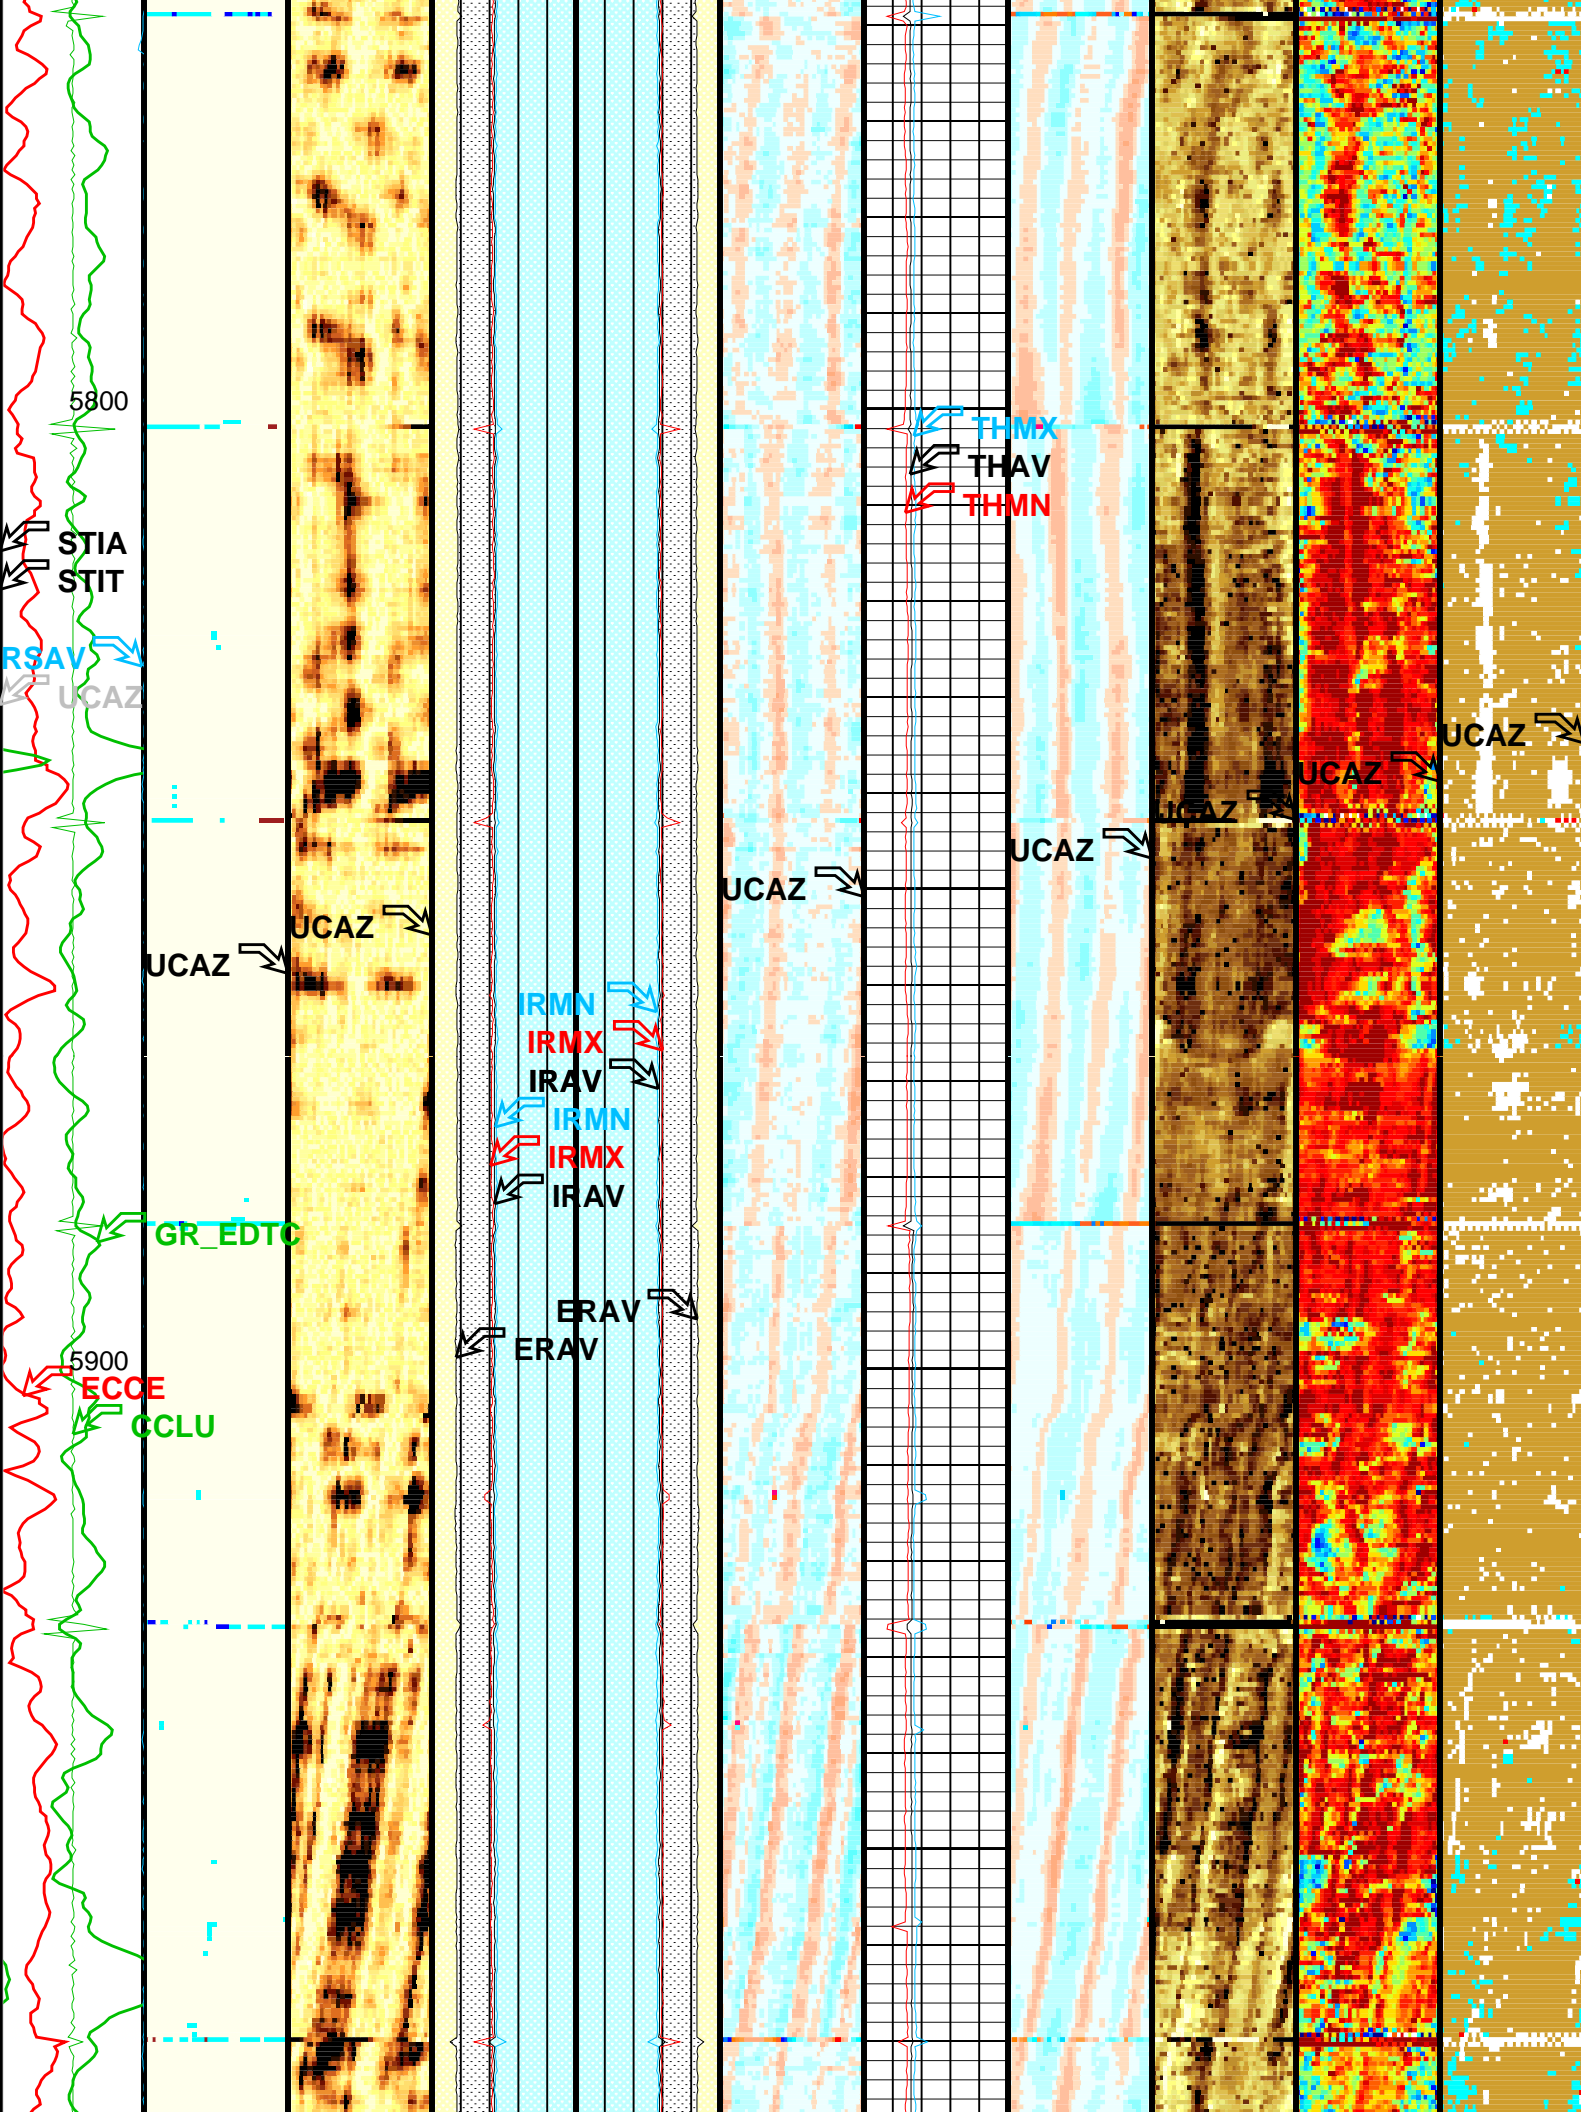 5800
THMX
THAV
THMN
STIA
STIT
RSAV
UCAZ
UCAZ
UCAZ
UCAZ
UCAZ
UCAZ
UCAZ
UCAZ
IRMN
IRMX
IRAV
IRMN
IRMX
IRAV
GR_EDTC
ERAV
ERAV
5900
ECCE
CCLU